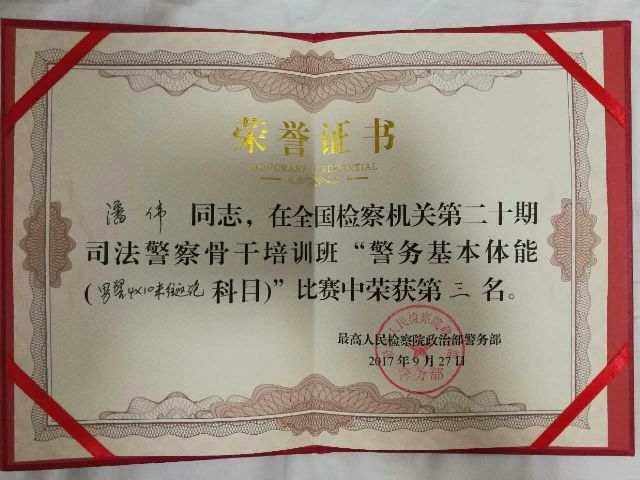 荣誉证书
HONORARY CREDENTIAL
潘伟 同志，在全国检察机关第二十期
司法警察骨干培训班“警务基本体能
(男警4×10米往返跑 科目)”比赛中荣获第 三 名。
最高人民检察院政治部警务部
2017年9月27日
警务部